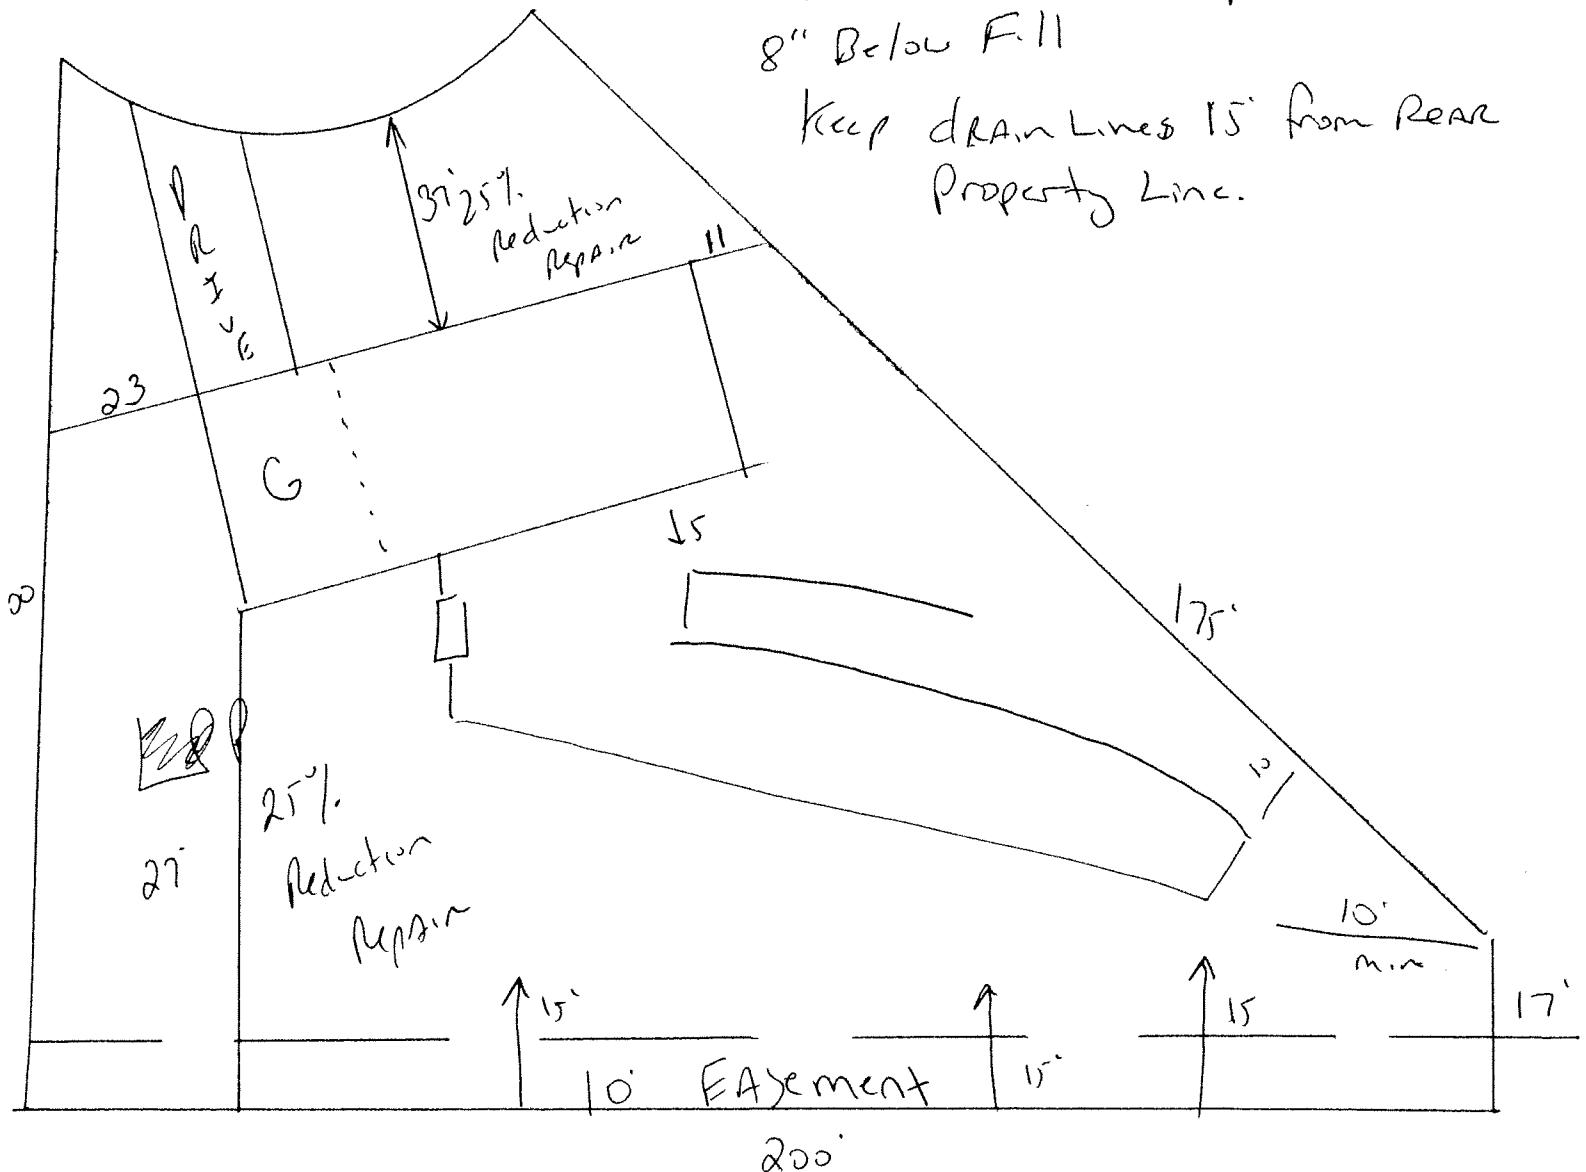 8" Below Fill
Keep drain Lines 15' from Rear
Property Line.
DRIVE
37' 25%
Reduction
Repair
11
23
G
15
175'
10
25%
Reduction
Repair
27'
10'
min
15'
15'
15
17'
10' Easement
200'